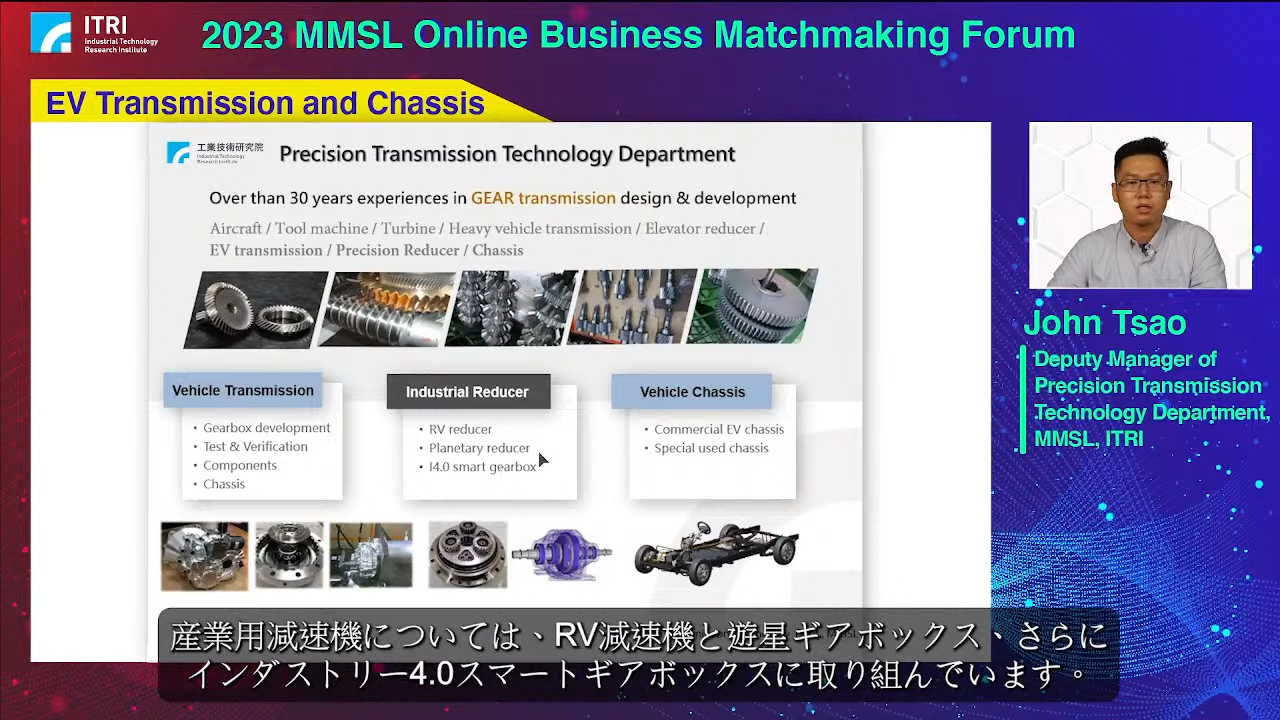 ITRI
Industrial Technology
Research Institute
2023 MMSL Online Business Matchmaking Forum
EV Transmission and Chassis
工業技術研究院
Industrial Technology
Research Institute
Precision Transmission Technology Department
Over than 30 years experiences in GEAR transmission design & development
Aircraft / Tool machine / Turbine / Heavy vehicle transmission / Elevator reducer /
EV transmission / Precision Reducer / Chassis
Vehicle Transmission
• Gearbox development
• Test & Verification
• Components
• Chassis
Industrial Reducer
• RV reducer
• Planetary reducer
• I4.0 smart gearbox
Vehicle Chassis
• Commercial EV chassis
• Special used chassis
John Tsao
Deputy Manager of
Precision Transmission
Technology Department,
MMSL, ITRI
産業用減速機については、RV減速機と遊星ギアボックス、さらに
インダストリー4.0スマートギアボックスに取り組んでいます。